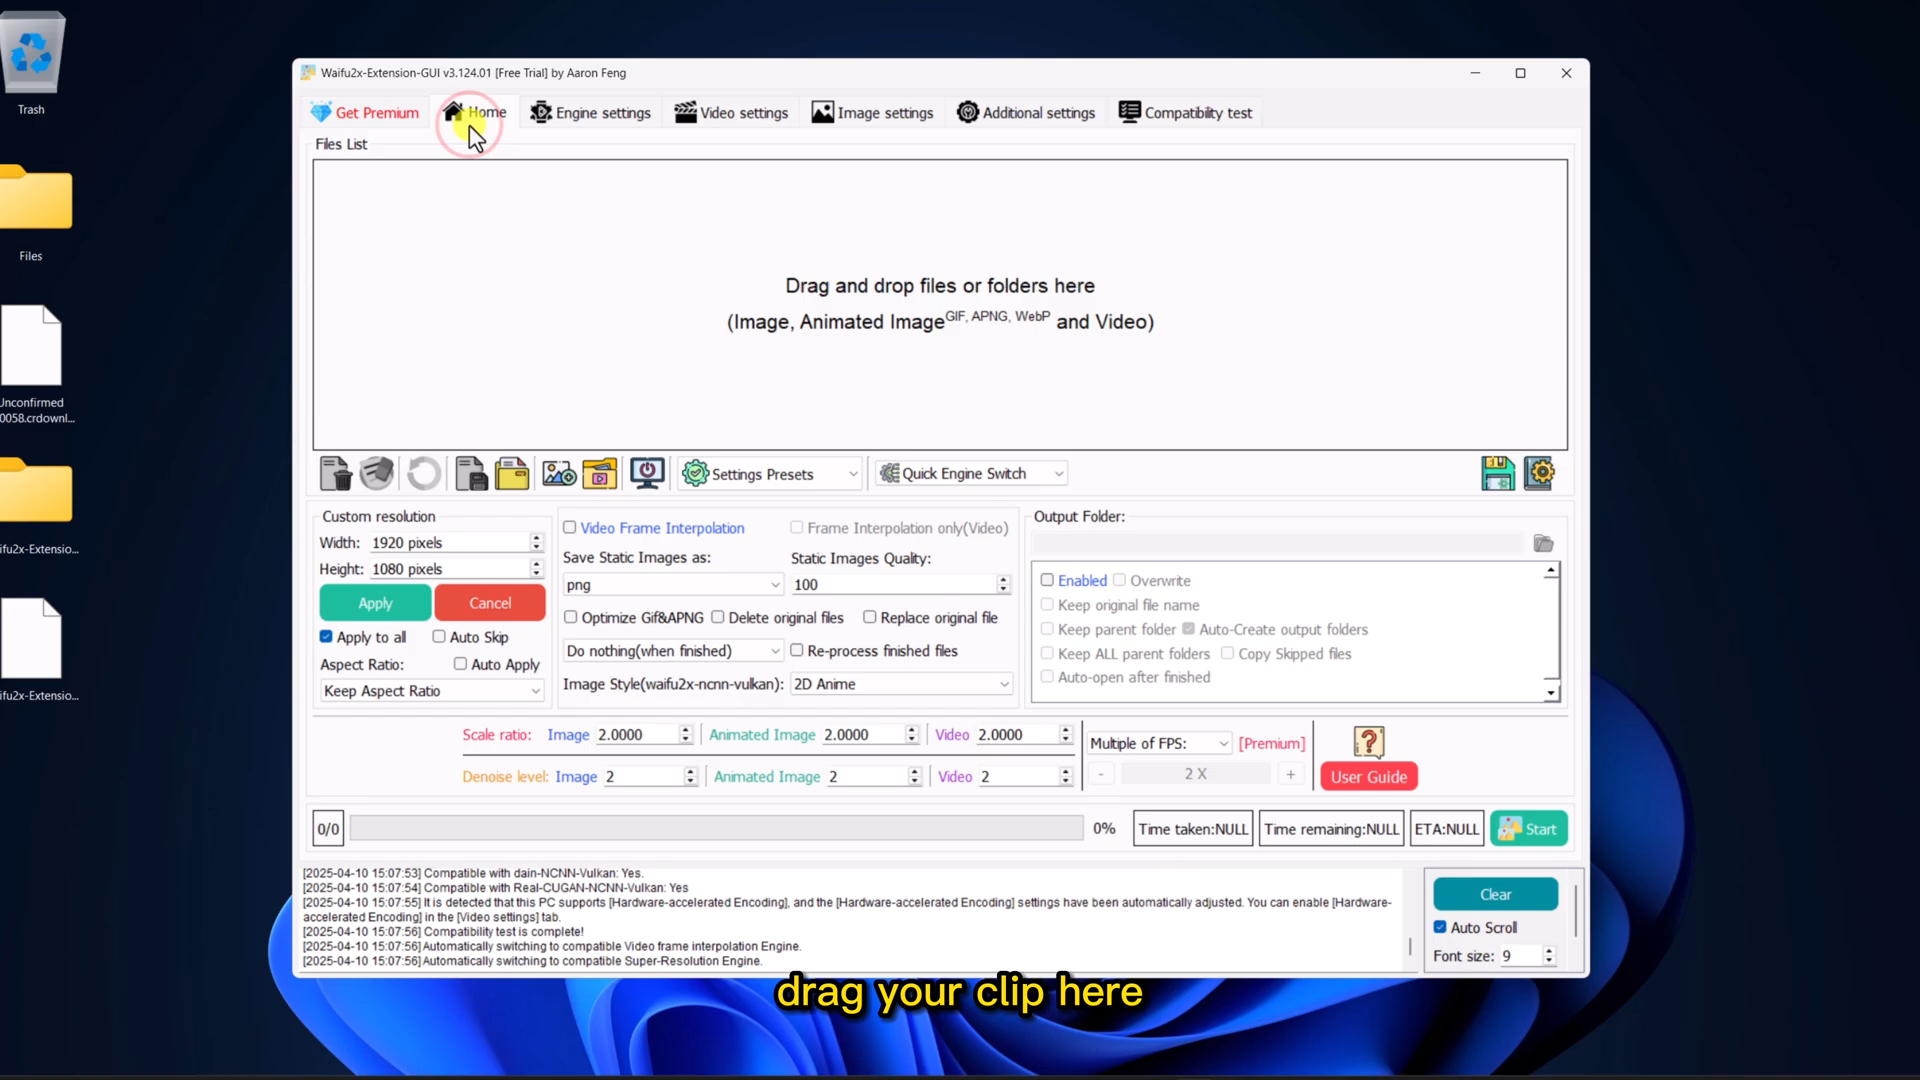 Trash
Files
Unconfirmed
0058.crdownl...
ifu2x-Extensio...
ifu2x-Extensio...
Waifu2x-Extension-GUI v3.124.01 [Free Trial] by Aaron Feng
Get Premium Home Engine settings Video settings Image settings Additional settings Compatibility test
Files List
Drag and drop files or folders here
(Image, Animated Image GIF, APNG, WebP and Video)
Settings Presets Quick Engine Switch
Custom resolution
Width: 1920 pixels
Height: 1080 pixels
Apply Cancel
Apply to all Auto Skip
Aspect Ratio: Auto Apply
Keep Aspect Ratio
Video Frame Interpolation Frame Interpolation only(Video)
Save Static Images as: Static Images Quality:
png 100
Optimize Gif&APNG Delete original files Replace original file
Do nothing(when finished) Re-process finished files
Image Style(waifu2x-ncnn-vulkan): 2D Anime
Output Folder:
Enabled Overwrite
Keep original file name
Keep parent folder Auto-Create output folders
Keep ALL parent folders Copy Skipped files
Auto-open after finished
Scale ratio: Image 2.0000 Animated Image 2.0000 Video 2.0000
Denoise level: Image 2 Animated Image 2 Video 2
Multiple of FPS: [Premium]
- 2 X +
User Guide
0/0 0% Time taken:NULL Time remaining:NULL ETA:NULL Start
[2025-04-10 15:07:53] Compatible with dain-NCNN-Vulkan: Yes.
[2025-04-10 15:07:54] Compatible with Real-CUGAN-NCNN-Vulkan: Yes
[2025-04-10 15:07:55] It is detected that this PC supports [Hardware-accelerated Encoding], and the [Hardware-accelerated Encoding] settings have been automatically adjusted. You can enable [Hardware-
accelerated Encoding] in the [Video settings] tab.
[2025-04-10 15:07:56] Compatibility test is complete!
[2025-04-10 15:07:56] Automatically switching to compatible Video frame interpolation Engine.
[2025-04-10 15:07:56] Automatically switching to compatible Super-Resolution Engine.
Clear
Auto Scroll
Font size: 9
drag your clip here